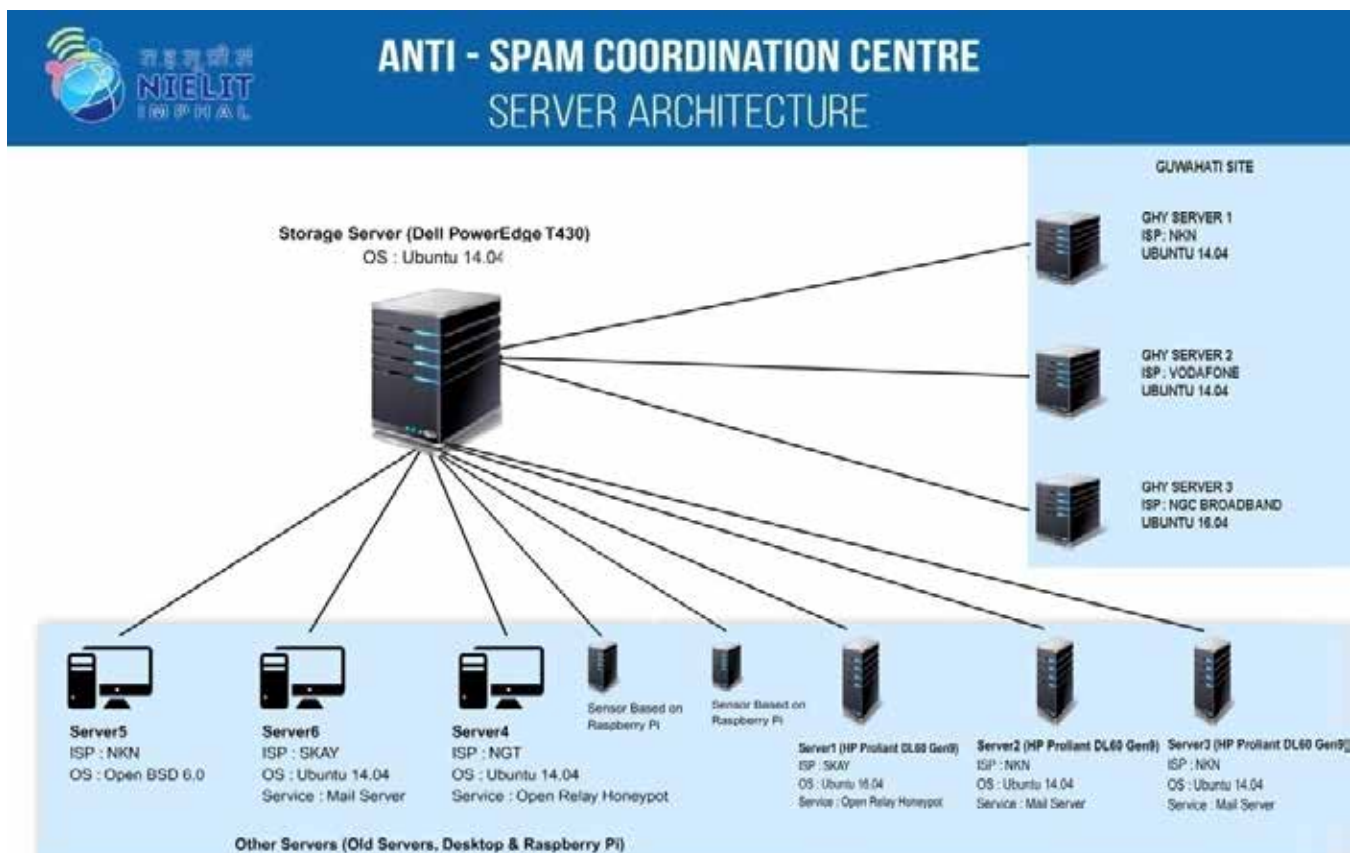 NIELIT
IMPHAL
ANTI - SPAM COORDINATION CENTRE
SERVER ARCHITECTURE
GUWAHATI SITE
Storage Server (Dell PowerEdge T430)
OS : Ubuntu 14.04
GHY SERVER 1
ISP: NKN
UBUNTU 14.04
GHY SERVER 2
ISP: VODAFONE
UBUNTU 14.04
GHY SERVER 3
ISP: NGC BROADBAND
UBUNTU 16.04
Server5
ISP : NKN
OS : Open BSD 6.0
Server6
ISP : SKAY
OS : Ubuntu 14.04
Service : Mail Server
Server4
ISP : NGT
OS : Ubuntu 14.04
Service : Open Relay Honeypot
Sensor Based on
Raspberry Pi
Sensor Based on
Raspberry Pi
Server1 (HP Proliant DL60 Gen9)
ISP : SKAY
OS : Ubuntu 16.04
Service : Open Relay Honeypot
Server2 (HP Proliant DL60 Gen9)
ISP : NKN
OS : Ubuntu 14.04
Service : Mail Server
Server3 (HP Proliant DL60 Gen9)
ISP : NKN
OS : Ubuntu 14.04
Service : Mail Server
Other Servers (Old Servers, Desktop & Raspberry Pi)